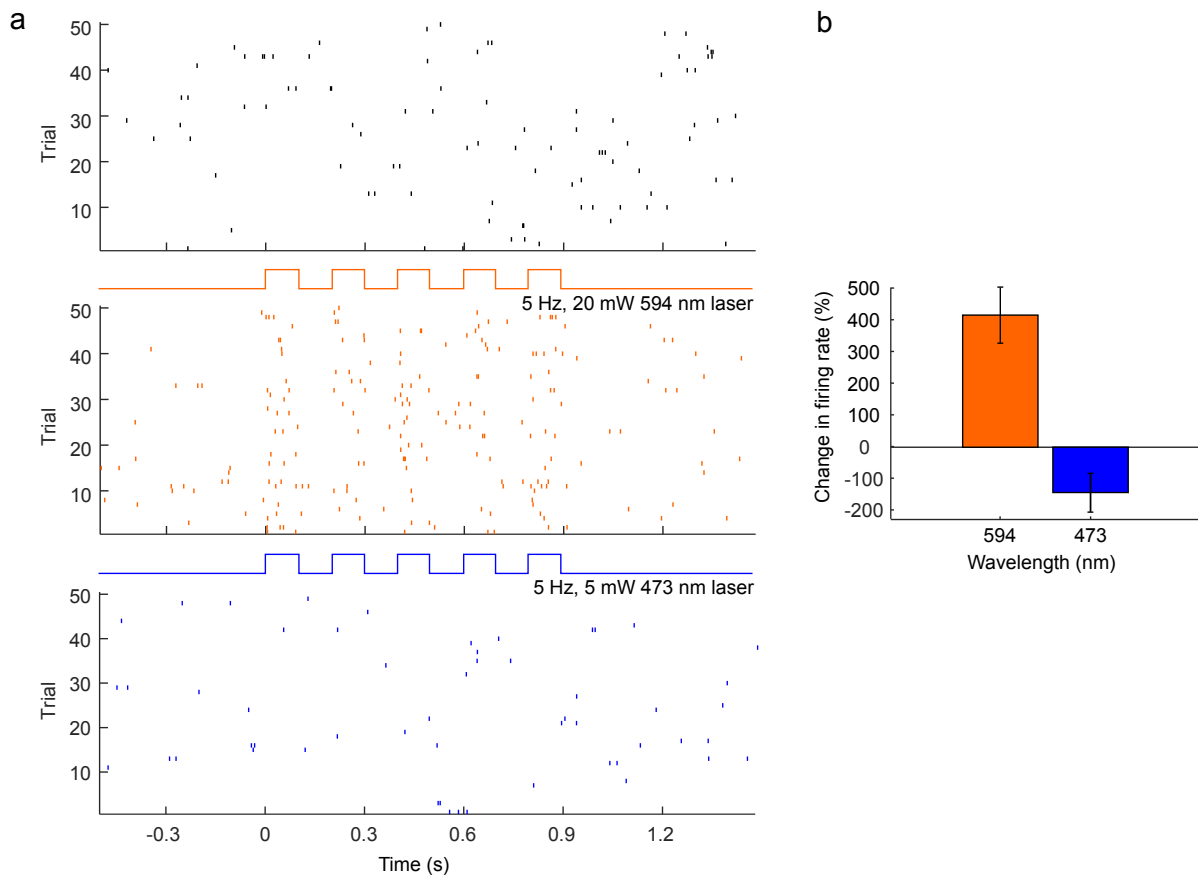 a
50
40
30
20
10
Trial
5 Hz, 20 mW 594 nm laser
50
40
30
20
10
Trial
5 Hz, 5 mW 473 nm laser
50
40
30
20
10
Trial
-0.3 0 0.3 0.6 0.9 1.2
Time (s)
b
500
400
300
200
100
0
-100
-200
Change in firing rate (%)
594 473
Wavelength (nm)